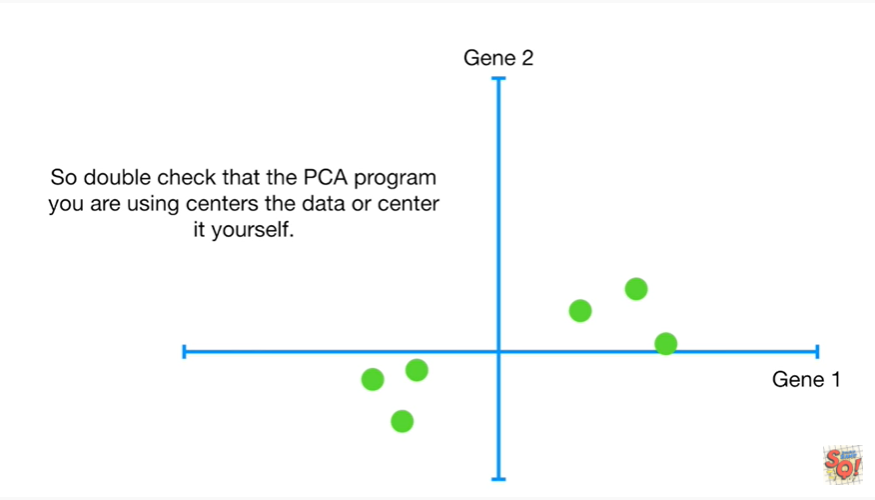 Gene 2
So double check that the PCA program
you are using centers the data or center
it yourself.
Gene 1
SQ!